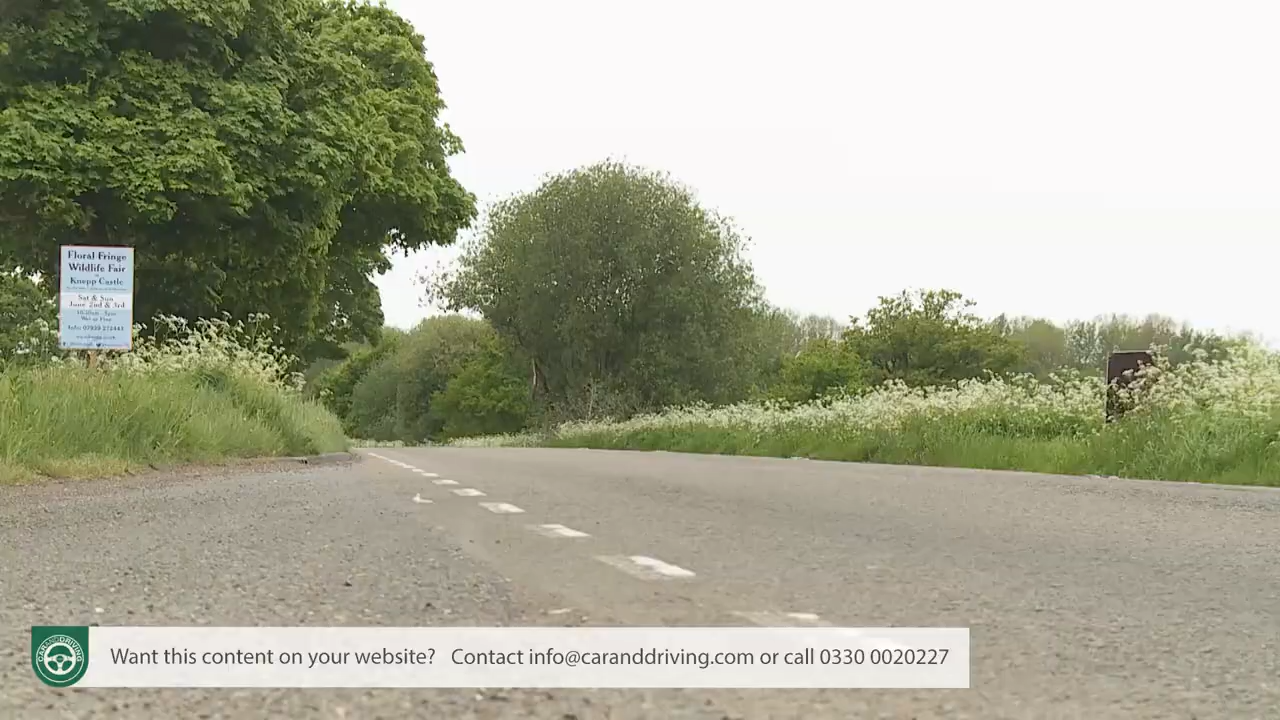 Floral Fringe
Wildlife Fair
Knepp Castle
Sat & Sun
June 2nd & 3rd
CARANDDRIVING
Want this content on your website? Contact info@caranddriving.com or call 0330 0020227